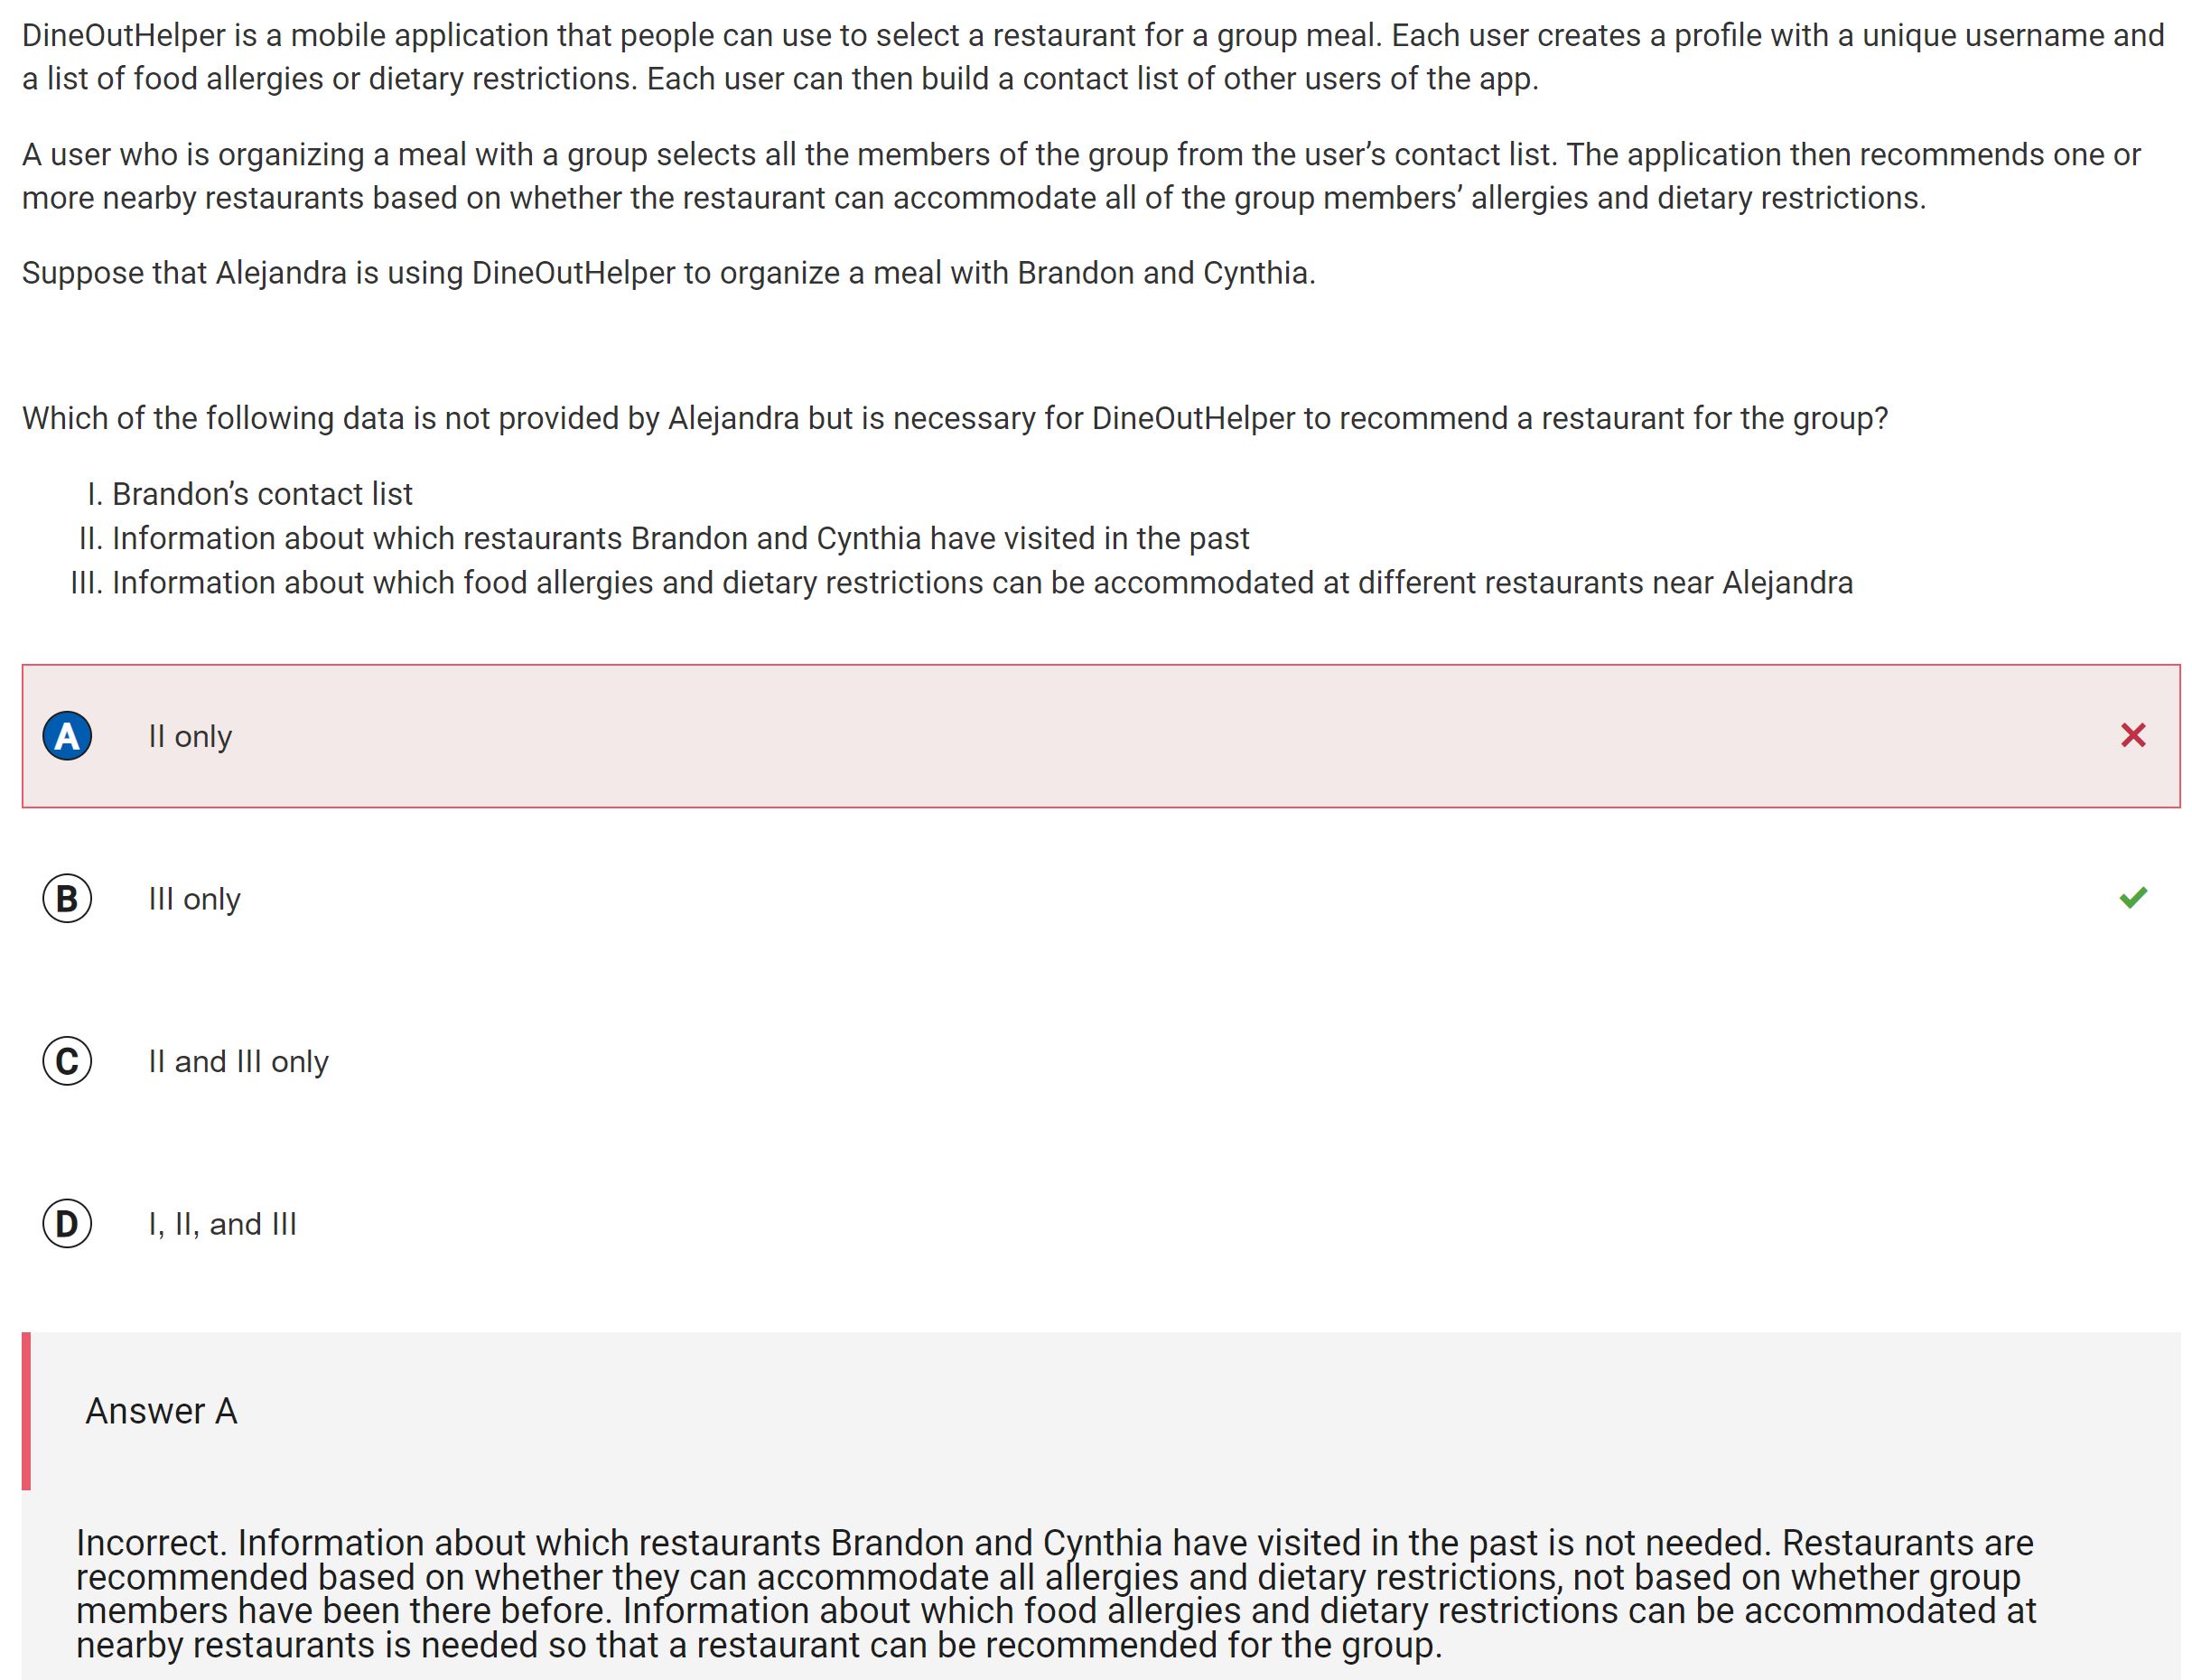 DineOutHelper is a mobile application that people can use to select a restaurant for a group meal. Each user creates a profile with a unique username and
a list of food allergies or dietary restrictions. Each user can then build a contact list of other users of the app.
A user who is organizing a meal with a group selects all the members of the group from the user’s contact list. The application then recommends one or
more nearby restaurants based on whether the restaurant can accommodate all of the group members’ allergies and dietary restrictions.
Suppose that Alejandra is using DineOutHelper to organize a meal with Brandon and Cynthia.
Which of the following data is not provided by Alejandra but is necessary for DineOutHelper to recommend a restaurant for the group?
I. Brandon’s contact list
II. Information about which restaurants Brandon and Cynthia have visited in the past
III. Information about which food allergies and dietary restrictions can be accommodated at different restaurants near Alejandra
A II only
B III only
C II and III only
D I, II, and III
Answer A
Incorrect. Information about which restaurants Brandon and Cynthia have visited in the past is not needed. Restaurants are
recommended based on whether they can accommodate all allergies and dietary restrictions, not based on whether group
members have been there before. Information about which food allergies and dietary restrictions can be accommodated at
nearby restaurants is needed so that a restaurant can be recommended for the group.